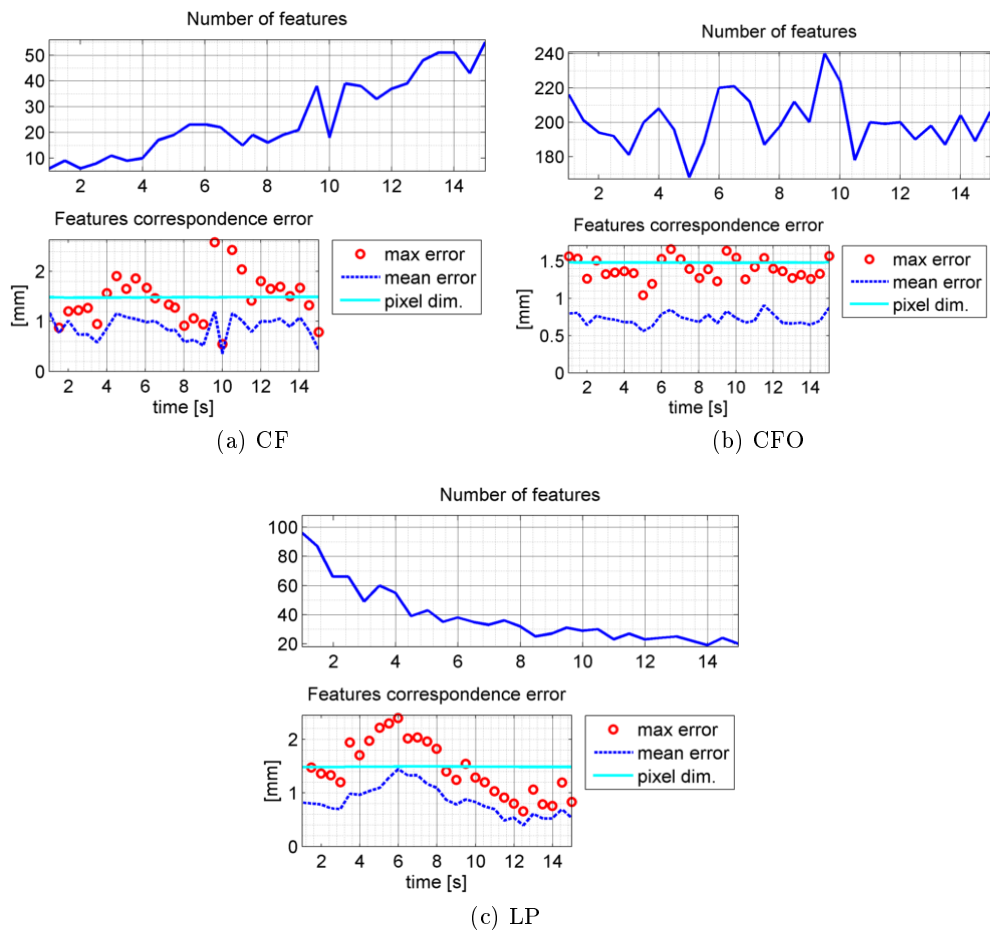 Number of features
50
40
30
20
10
2 4 6 8 10 12 14
Features correspondence error
2
1
0
[mm]
2 4 6 8 10 12 14
time [s]
max error
mean error
pixel dim.
(a) CF
Number of features
240
220
200
180
2 4 6 8 10 12 14
Features correspondence error
1.5
1
0.5
0
[mm]
2 4 6 8 10 12 14
time [s]
max error
mean error
pixel dim.
(b) CFO
Number of features
100
80
60
40
20
2 4 6 8 10 12 14
Features correspondence error
2
1
0
[mm]
2 4 6 8 10 12 14
time [s]
max error
mean error
pixel dim.
(c) LP